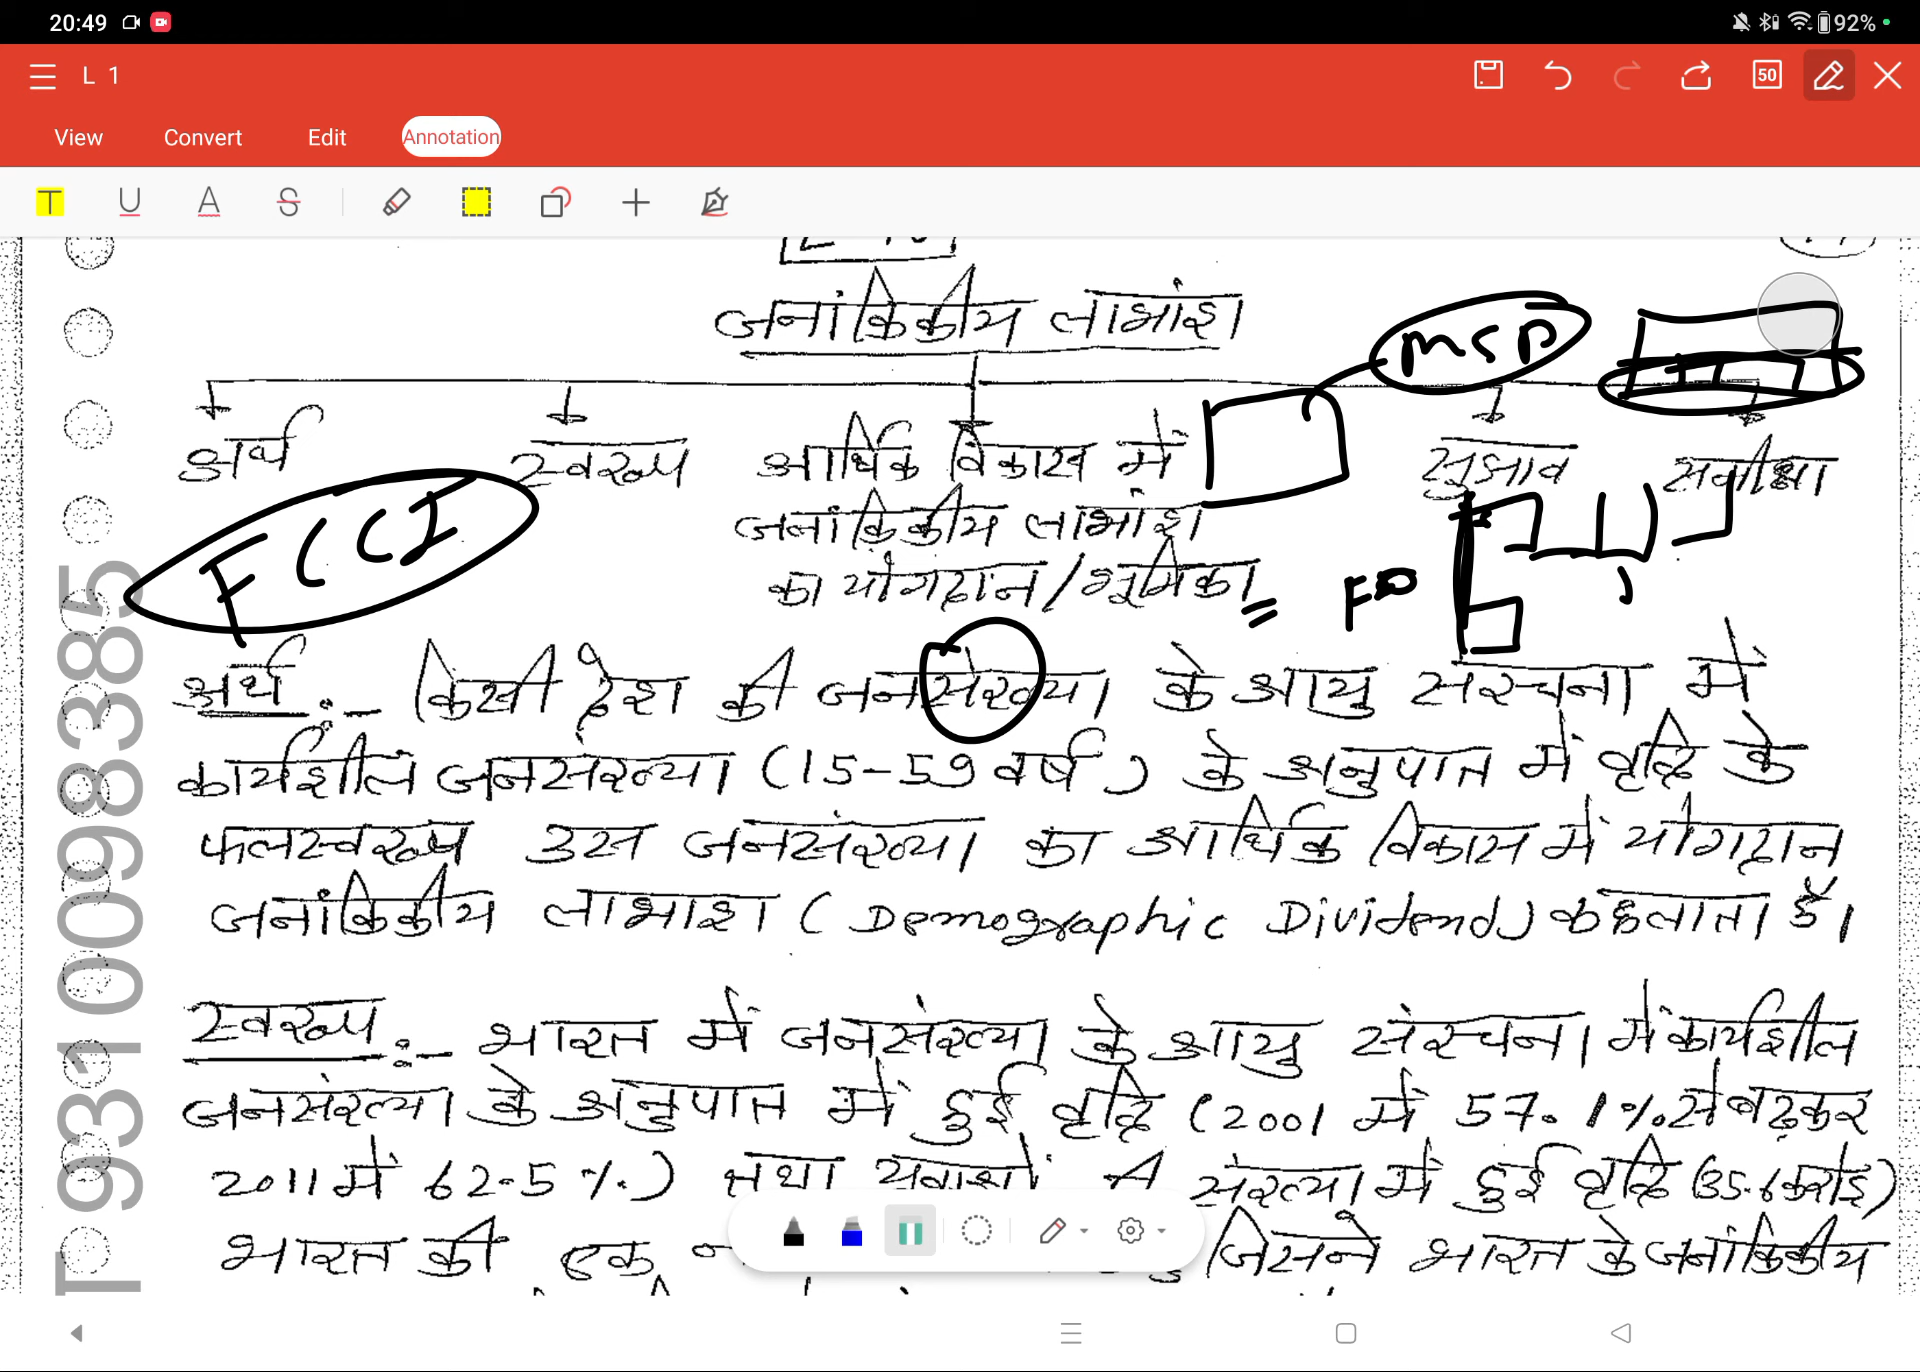 20:49
92%
L 1
50
View Convert Edit Annotation
T U A S
जनांकिकीय लाभांश
MSP
अर्थ स्वरूप आर्थिक विकास में सुझाव समीक्षा
जनांकिकीय लाभांश
का योगदान/भूमिका
FCCI
अर्थ :- किसी देश की जनसंख्या के आयु संरचना में
कार्यशील जनसंख्या (15-59 वर्ष) के अनुपात में वृद्धि के
फलस्वरूप उस जनसंख्या का आर्थिक विकास में योगदान
जनांकिकीय लाभांश (Demographic Dividend) कहलाता है।
स्वरूप :- भारत में जनसंख्या के आयु संरचना में कार्यशील
जनसंख्या के अनुपात में हुई वृद्धि (2001 में 57.1% से बढ़कर
2011 में 62.5%) तथा युवाओं की संख्या में हुई वृद्धि (35.6 करोड़)
भारत की एक जिसने भारत के जनांकिकीय
T 9310098385